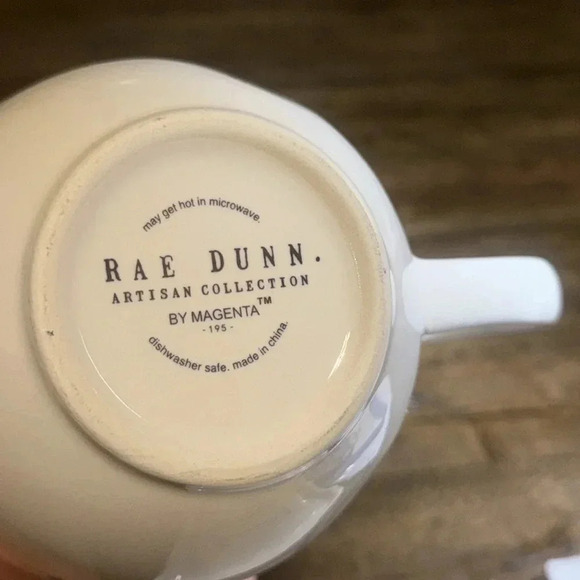 may get hot in microwave.
RAE DUNN.
ARTISAN COLLECTION
BY MAGENTA™
- 195 -
dishwasher safe. made in china.